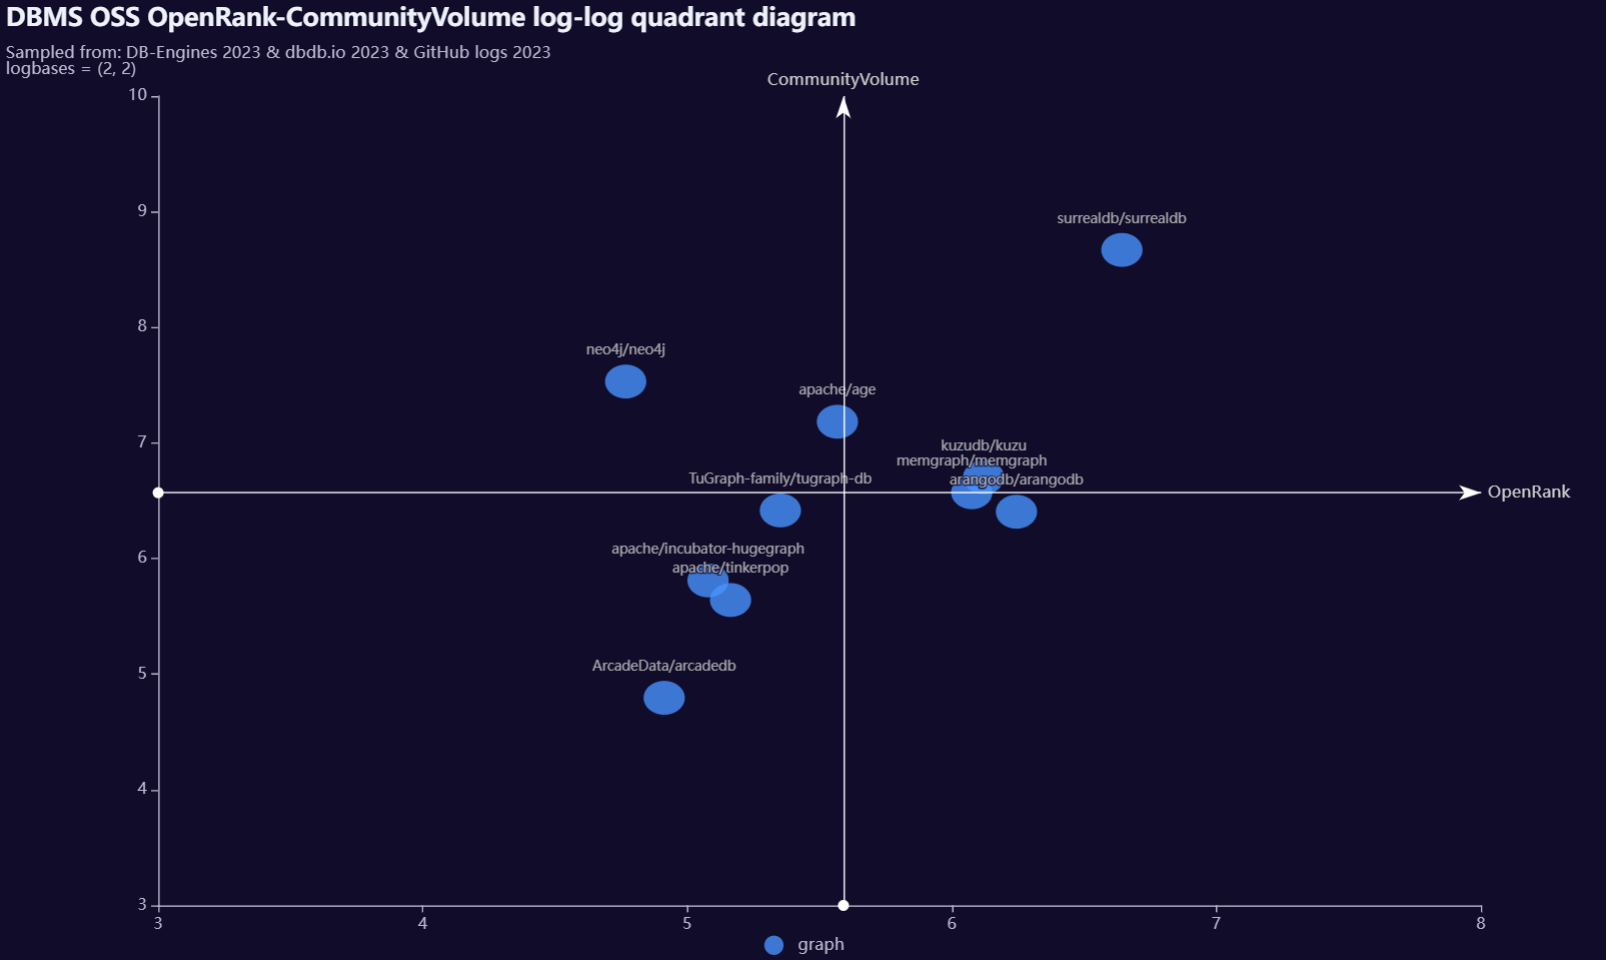 DBMS OSS OpenRank-CommunityVolume log-log quadrant diagram
Sampled from: DB-Engines 2023 & dbdb.io 2023 & GitHub logs 2023
logbases = (2, 2)
CommunityVolume
10
9
surrealdb/surrealdb
8
neo4j/neo4j
apache/age
7
kuzudb/kuzu
memgraph/memgraph
TuGraph-family/tugraph-db
arangodb/arangodb
OpenRank
6
apache/incubator-hugegraph
apache/tinkerpop
5
ArcadeData/arcadedb
4
3
3 4 5 6 7 8
graph